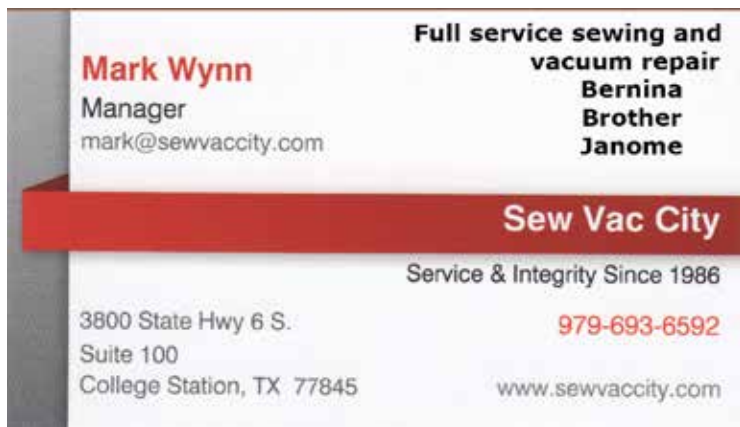 Mark Wynn
Manager
mark@sewvaccity.com
Full service sewing and
vacuum repair
Bernina
Brother
Janome
Sew Vac City
Service & Integrity Since 1986
3800 State Hwy 6 S.
Suite 100
College Station, TX 77845
979-693-6592
www.sewvaccity.com